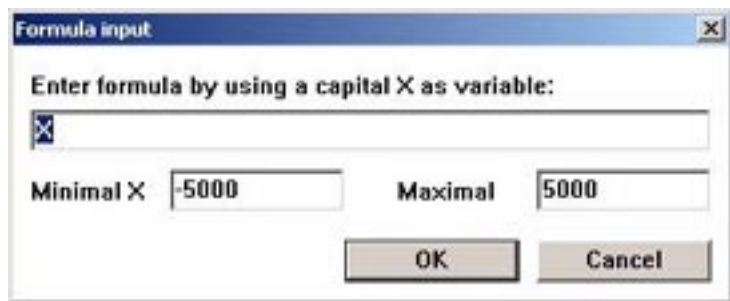 Formula input
Enter formula by using a capital X as variable:
X
Minimal X -5000 Maximal 5000
OK Cancel